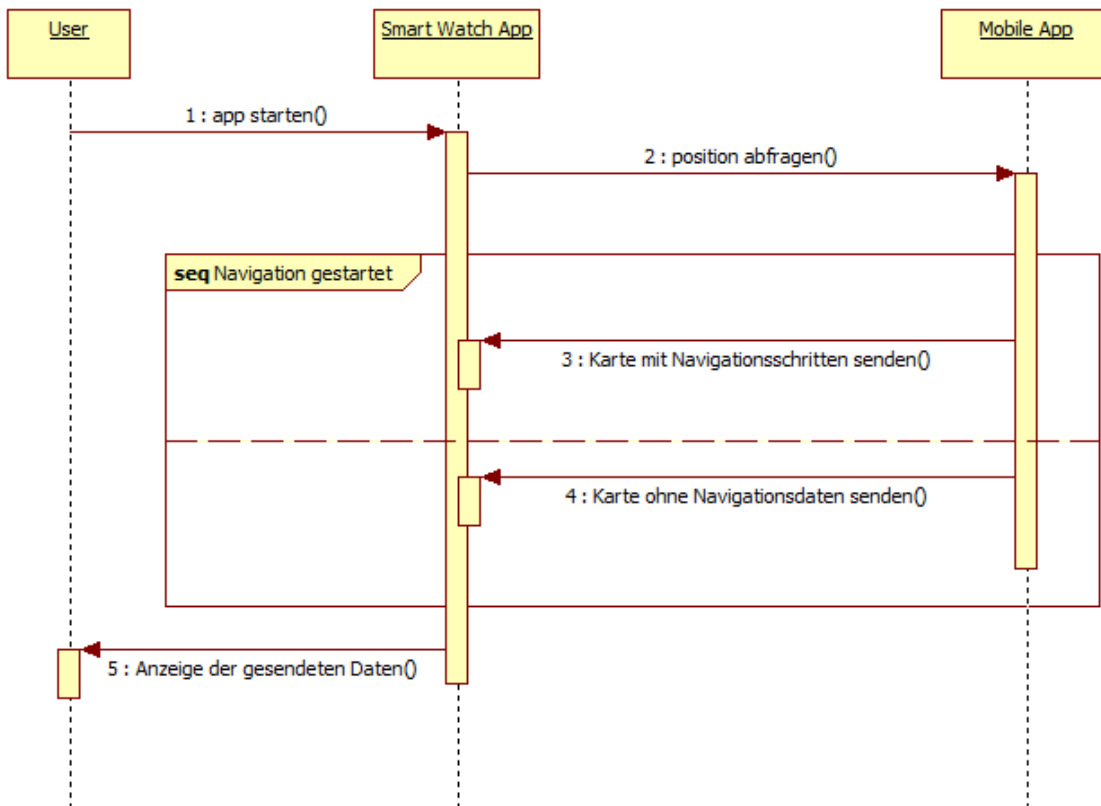 User
Smart Watch App
Mobile App
1 : app starten()
2 : position abfragen()
seq Navigation gestartet
3 : Karte mit Navigationsschritten senden()
4 : Karte ohne Navigationsdaten senden()
5 : Anzeige der gesendeten Daten()